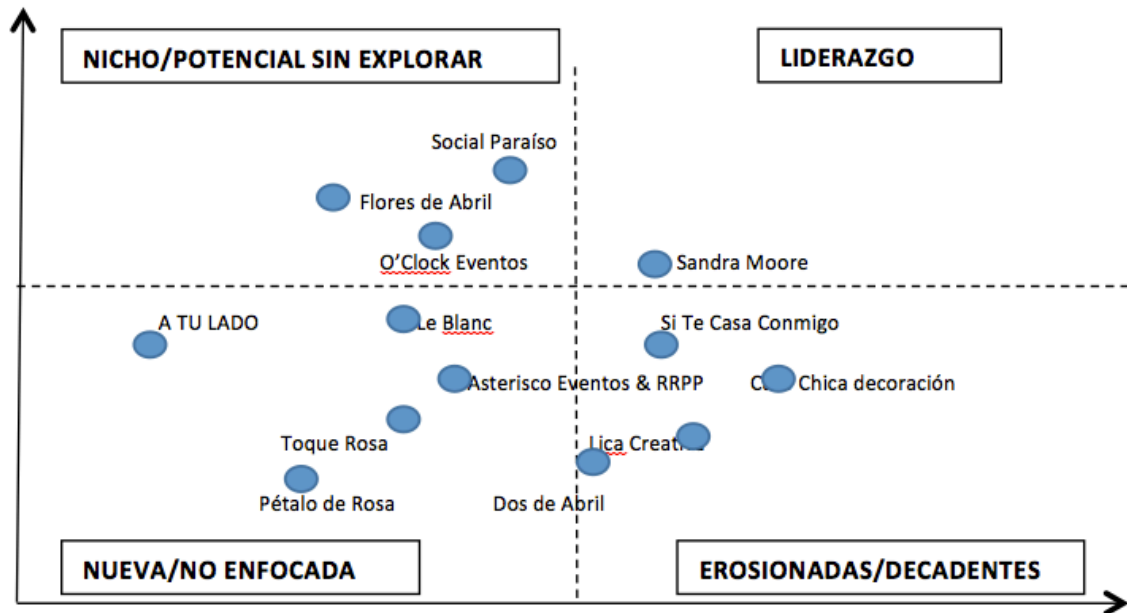 NICHO/POTENCIAL SIN EXPLORAR
LIDERAZGO
Social Paraíso
Flores de Abril
O'Clock Eventos
Sandra Moore
A TU LADO
Le Blanc
Si Te Casa Conmigo
Asterisco Eventos & RRPP
Chica decoración
Toque Rosa
Lica
Pétalo de Rosa
Dos de Abril
NUEVA/NO ENFOCADA
EROSIONADAS/DECADENTES